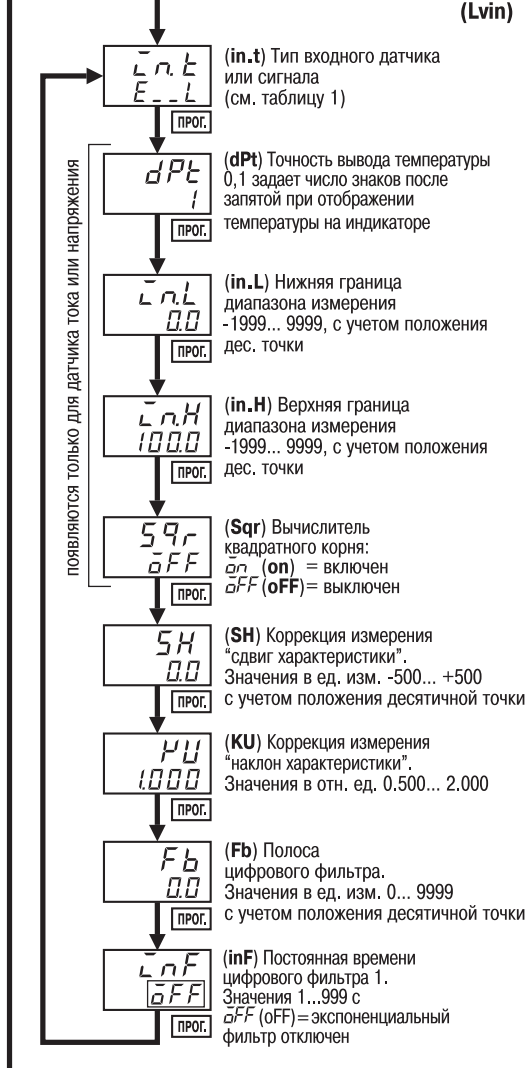 (Lvin)
in.t
E__L
(in.t) Тип входного датчика
или сигнала
(см. таблицу 1)
ПРОГ.
появляются только для датчика тока или напряжения
dPt
1
(dPt) Точность вывода температуры
0,1 задает число знаков после
запятой при отображении
температуры на индикаторе
ПРОГ.
in.L
0.0
(in.L) Нижняя граница
диапазона измерения
-1999... 9999, с учетом положения
дес. точки
ПРОГ.
in.H
100.0
(in.H) Верхняя граница
диапазона измерения
-1999... 9999, с учетом положения
дес. точки
ПРОГ.
Sqr
oFF
(Sqr) Вычислитель
квадратного корня:
on (on) = включен
oFF (oFF)= выключен
ПРОГ.
SH
0.0
(SH) Коррекция измерения
“сдвиг характеристики”.
Значения в ед. изм. -500... +500
с учетом положения десятичной точки
ПРОГ.
KU
1.000
(KU) Коррекция измерения
“наклон характеристики”.
Значения в отн. ед. 0.500... 2.000
ПРОГ.
Fb
0.0
(Fb) Полоса
цифрового фильтра.
Значения в ед. изм. 0... 9999
с учетом положения десятичной точки
ПРОГ.
inF
oFF
(inF) Постоянная времени
цифрового фильтра 1.
Значения 1...999 с
oFF (oFF)=экспоненциальный
фильтр отключен
ПРОГ.